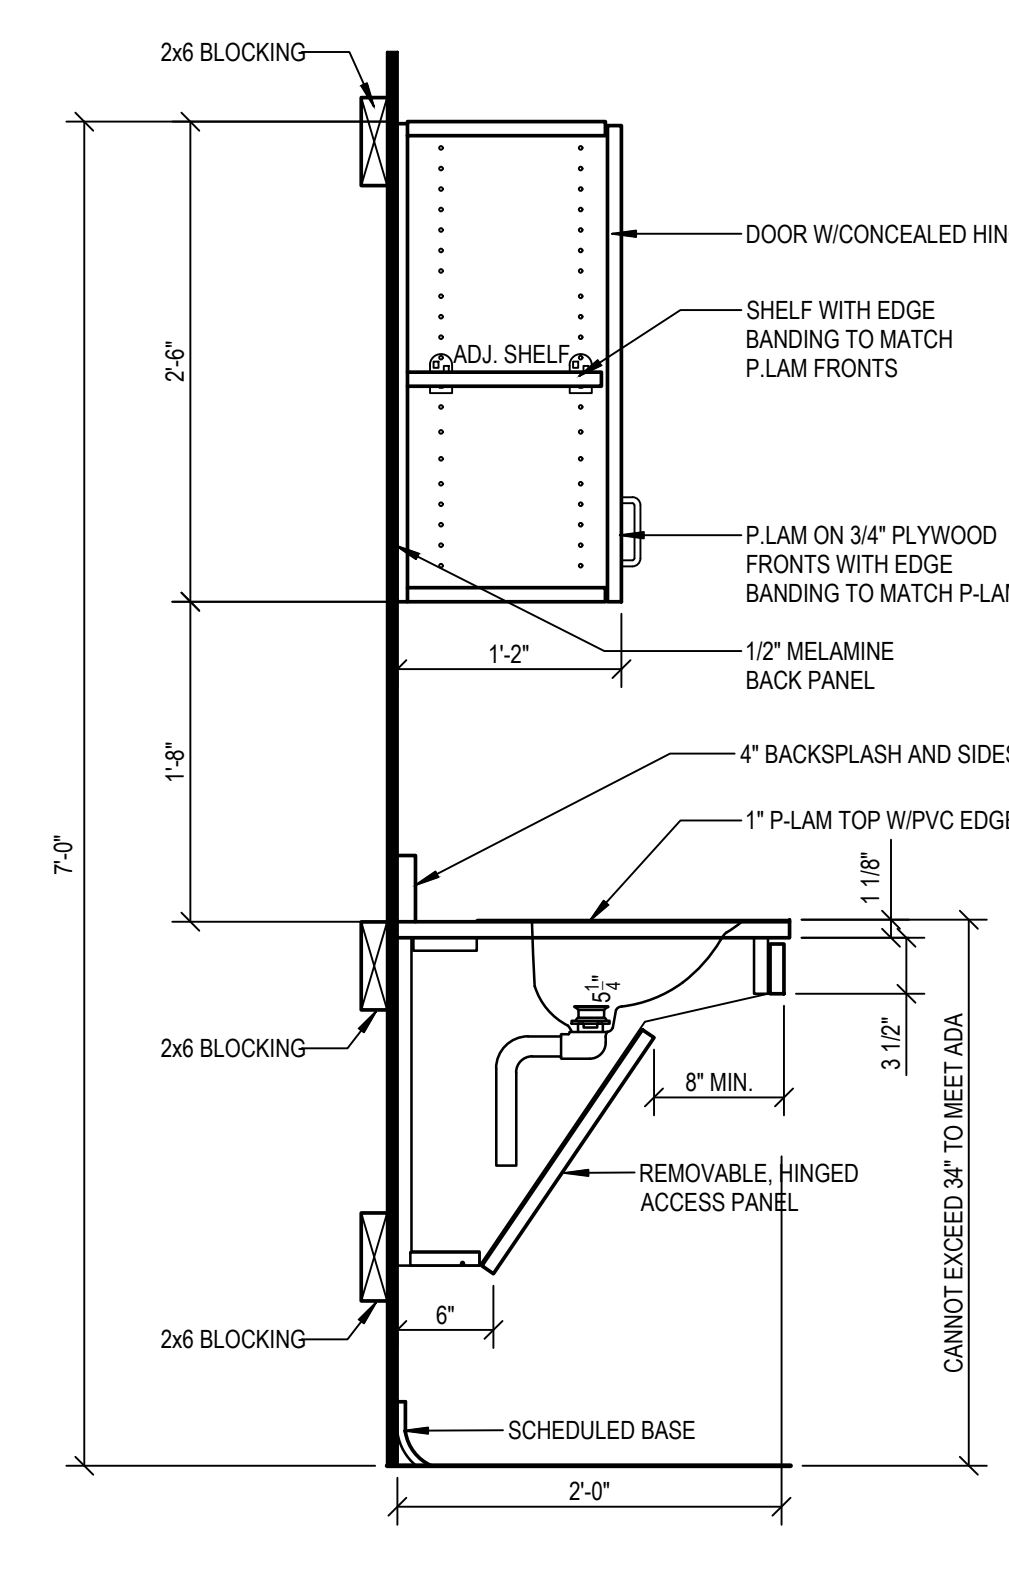 2x6 BLOCKING
DOOR W/CONCEALED HIN
SHELF WITH EDGE
BANDING TO MATCH
P.LAM FRONTS
ADJ. SHELF
2'-6"
P.LAM ON 3/4" PLYWOOD
FRONTS WITH EDGE
BANDING TO MATCH P-LAM
1'-2"
1/2" MELAMINE
BACK PANEL
1'-8"
4" BACKSPLASH AND SIDES
7'-0"
1" P-LAM TOP W/PVC EDGE
1 1/8"
5 1/4"
2x6 BLOCKING
3 1/2"
8" MIN.
CANNOT EXCEED 34" TO MEET ADA
REMOVABLE, HINGED
ACCESS PANEL
6"
2x6 BLOCKING
SCHEDULED BASE
2'-0"